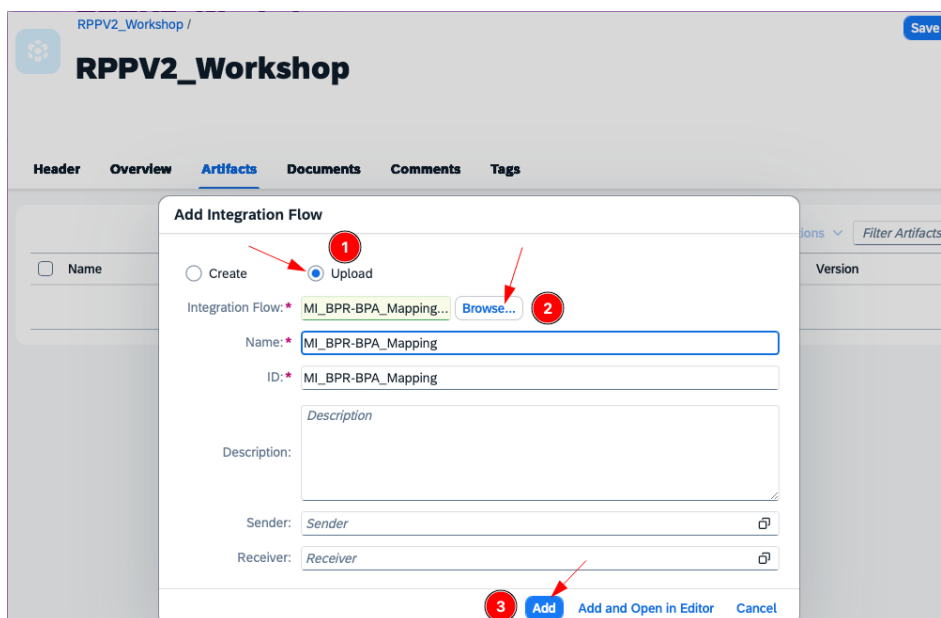 RPPV2_Workshop /
Save
RPPV2_Workshop
Header Overview Artifacts Documents Comments Tags
Add Integration Flow
Filter Artifacts
Name
Version
1
Create Upload
Integration Flow:* MI_BPR-BPA_Mapping... Browse... 2
Name:* MI_BPR-BPA_Mapping
ID:* MI_BPR-BPA_Mapping
Description
Description:
Sender: Sender
Receiver: Receiver
3 Add Add and Open in Editor Cancel